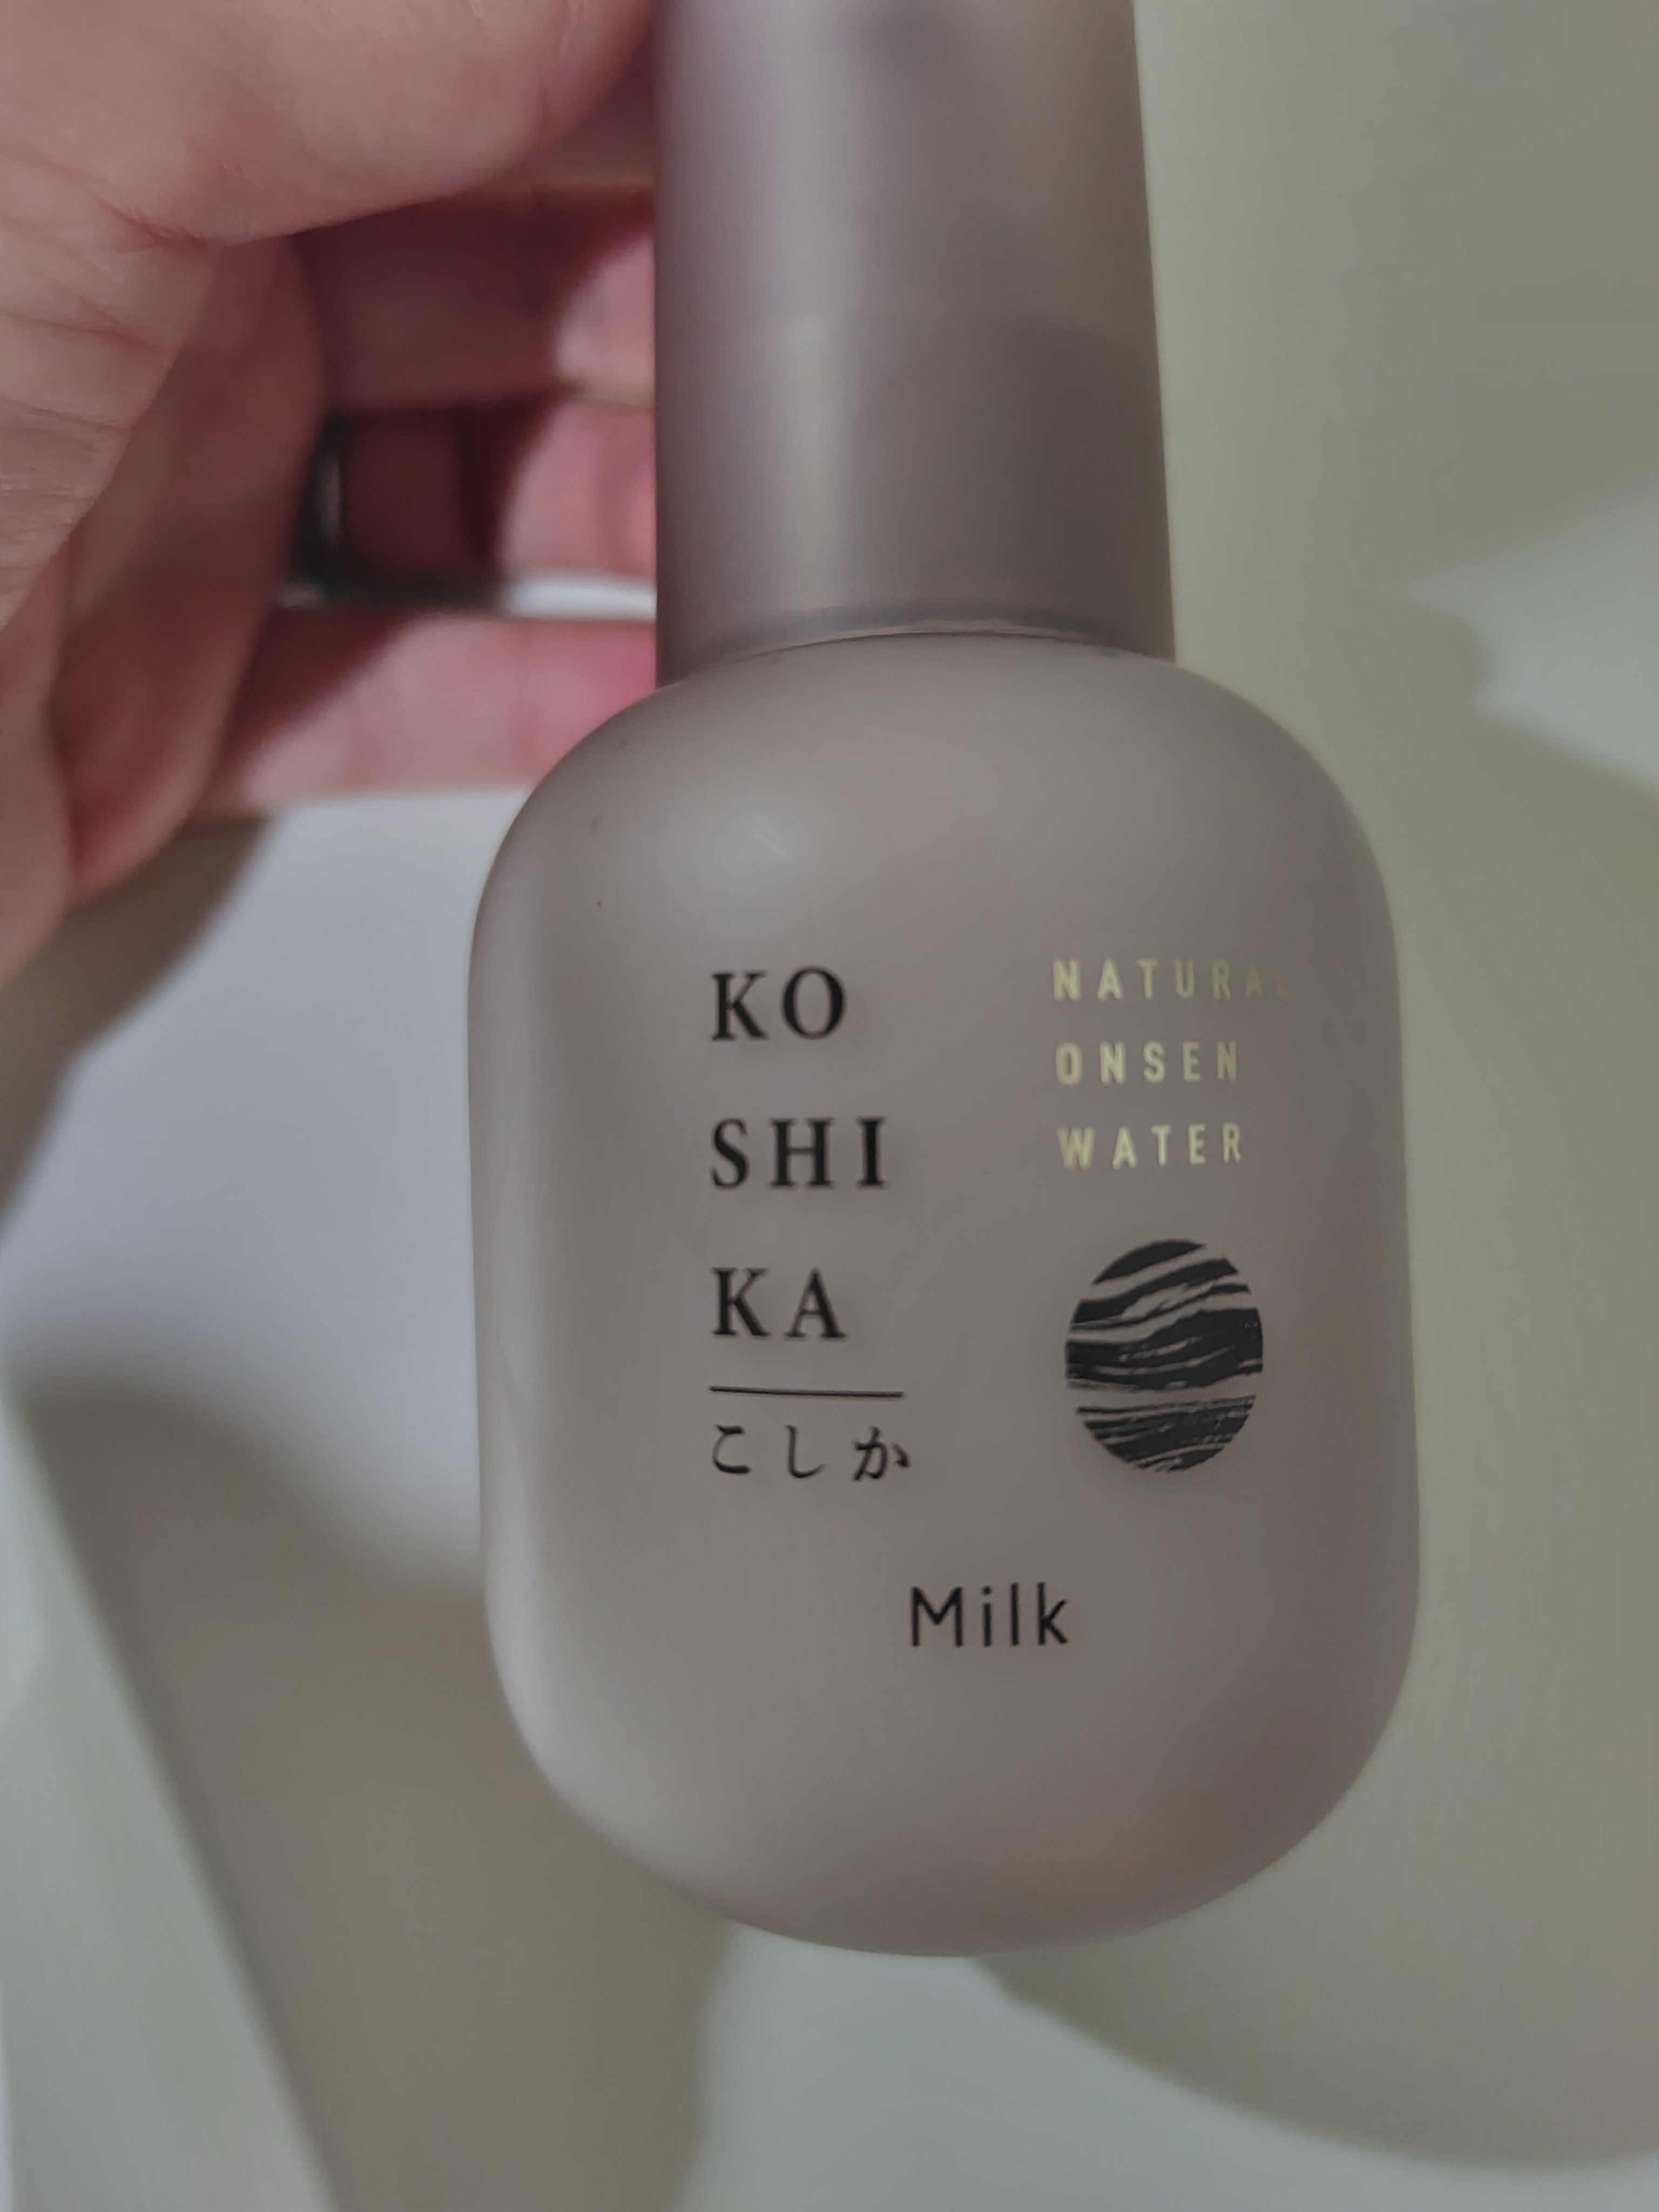 KO
SHI
KA
こしか
NATURAL
ONSEN
WATER
Milk